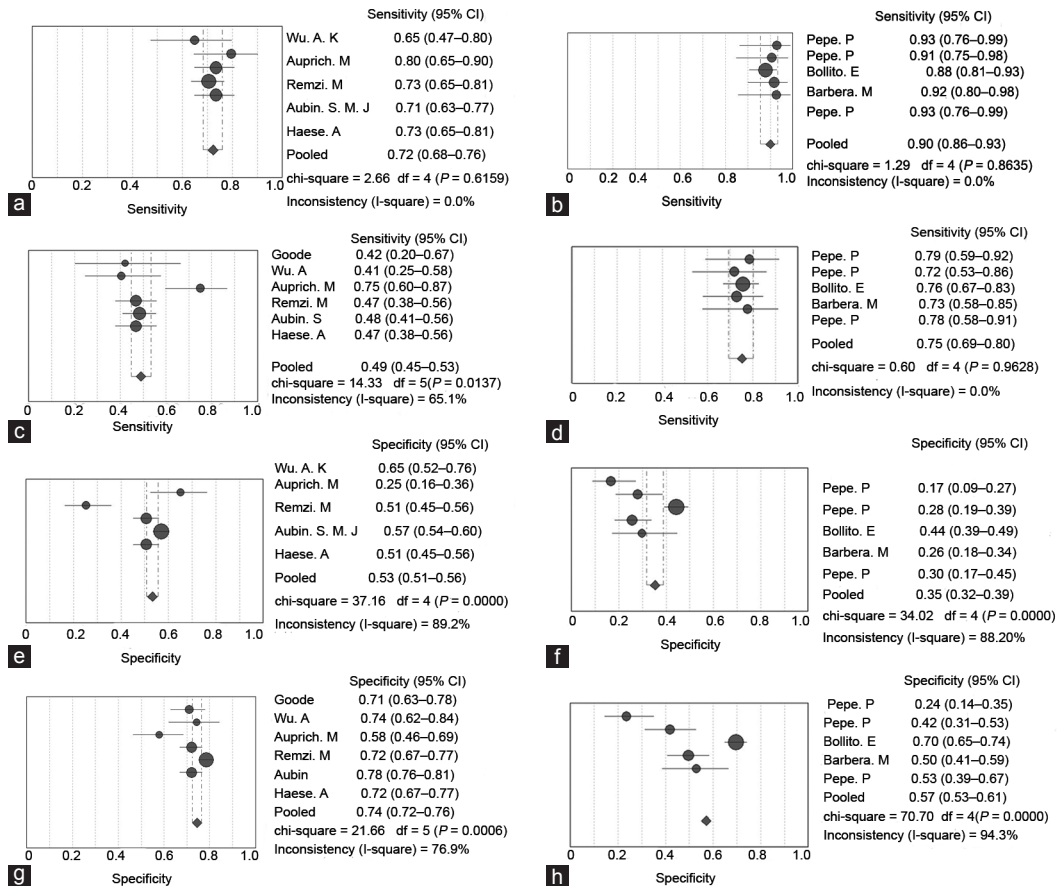 Sensitivity (95% CI)
Wu. A. K 0.65 (0.47–0.80)
Auprich. M 0.80 (0.65–0.90)
Remzi. M 0.73 (0.65–0.81)
Aubin. S. M. J 0.71 (0.63–0.77)
Haese. A 0.73 (0.65–0.81)
Pooled 0.72 (0.68–0.76)
chi-square = 2.66 df = 4 (P = 0.6159)
Inconsistency (I-square) = 0.0%
0 0.2 0.4 0.6 0.8 1.0
Sensitivity
a
Sensitivity (95% CI)
Pepe. P 0.93 (0.76–0.99)
Pepe. P 0.91 (0.75–0.98)
Bollito. E 0.88 (0.81–0.93)
Barbera. M 0.92 (0.80–0.98)
Pepe. P 0.93 (0.76–0.99)
Pooled 0.90 (0.86–0.93)
chi-square = 1.29 df = 4 (P = 0.8635)
Inconsistency (I-square) = 0.0%
0 0.2 0.4 0.6 0.8 1.0
Sensitivity
b
Sensitivity (95% CI)
Goode 0.42 (0.20–0.67)
Wu. A 0.41 (0.25–0.58)
Auprich. M 0.75 (0.60–0.87)
Remzi. M 0.47 (0.38–0.56)
Aubin. S 0.48 (0.41–0.56)
Haese. A 0.47 (0.38–0.56)
Pooled 0.49 (0.45–0.53)
chi-square = 14.33 df = 5(P = 0.0137)
Inconsistency (I-square) = 65.1%
0 0.2 0.4 0.6 0.8 1.0
Sensitivity
c
Sensitivity (95% CI)
Pepe. P 0.79 (0.59–0.92)
Pepe. P 0.72 (0.53–0.86)
Bollito. E 0.76 (0.67–0.83)
Barbera. M 0.73 (0.58–0.85)
Pepe. P 0.78 (0.58–0.91)
Pooled 0.75 (0.69–0.80)
chi-square = 0.60 df = 4 (P = 0.9628)
Inconsistency (I-square) = 0.0%
0 0.2 0.4 0.6 0.8 1.0
Sensitivity
d
Specificity (95% CI)
Wu. A. K 0.65 (0.52–0.76)
Auprich. M 0.25 (0.16–0.36)
Remzi. M 0.51 (0.45–0.56)
Aubin. S. M. J 0.57 (0.54–0.60)
Haese. A 0.51 (0.45–0.56)
Pooled 0.53 (0.51–0.56)
chi-square = 37.16 df = 4 (P = 0.0000)
Inconsistency (I-square) = 89.2%
0 0.2 0.4 0.6 0.8 1.0
Specificity
e
Specificity (95% CI)
Pepe. P 0.17 (0.09–0.27)
Pepe. P 0.28 (0.19–0.39)
Bollito. E 0.44 (0.39–0.49)
Barbera. M 0.26 (0.18–0.34)
Pepe. P 0.30 (0.17–0.45)
Pooled 0.35 (0.32–0.39)
chi-square = 34.02 df = 4 (P = 0.0000)
Inconsistency (I-square) = 88.20%
0 0.2 0.4 0.6 0.8 1.0
Specificity
f
Specificity (95% CI)
Goode 0.71 (0.63–0.78)
Wu. A 0.74 (0.62–0.84)
Auprich. M 0.58 (0.46–0.69)
Remzi. M 0.72 (0.67–0.77)
Aubin 0.78 (0.76–0.81)
Haese. A 0.72 (0.67–0.77)
Pooled 0.74 (0.72–0.76)
chi-square = 21.66 df = 5 (P = 0.0006)
Inconsistency (I-square) = 76.9%
0 0.2 0.4 0.6 0.8 1.0
Specificity
g
Specificity (95% CI)
Pepe. P 0.24 (0.14–0.35)
Pepe. P 0.42 (0.31–0.53)
Bollito. E 0.70 (0.65–0.74)
Barbera. M 0.50 (0.41–0.59)
Pepe. P 0.53 (0.39–0.67)
Pooled 0.57 (0.53–0.61)
chi-square = 70.70 df = 4(P = 0.0000)
Inconsistency (I-square) = 94.3%
0 0.2 0.4 0.6 0.8 1.0
Specificity
h